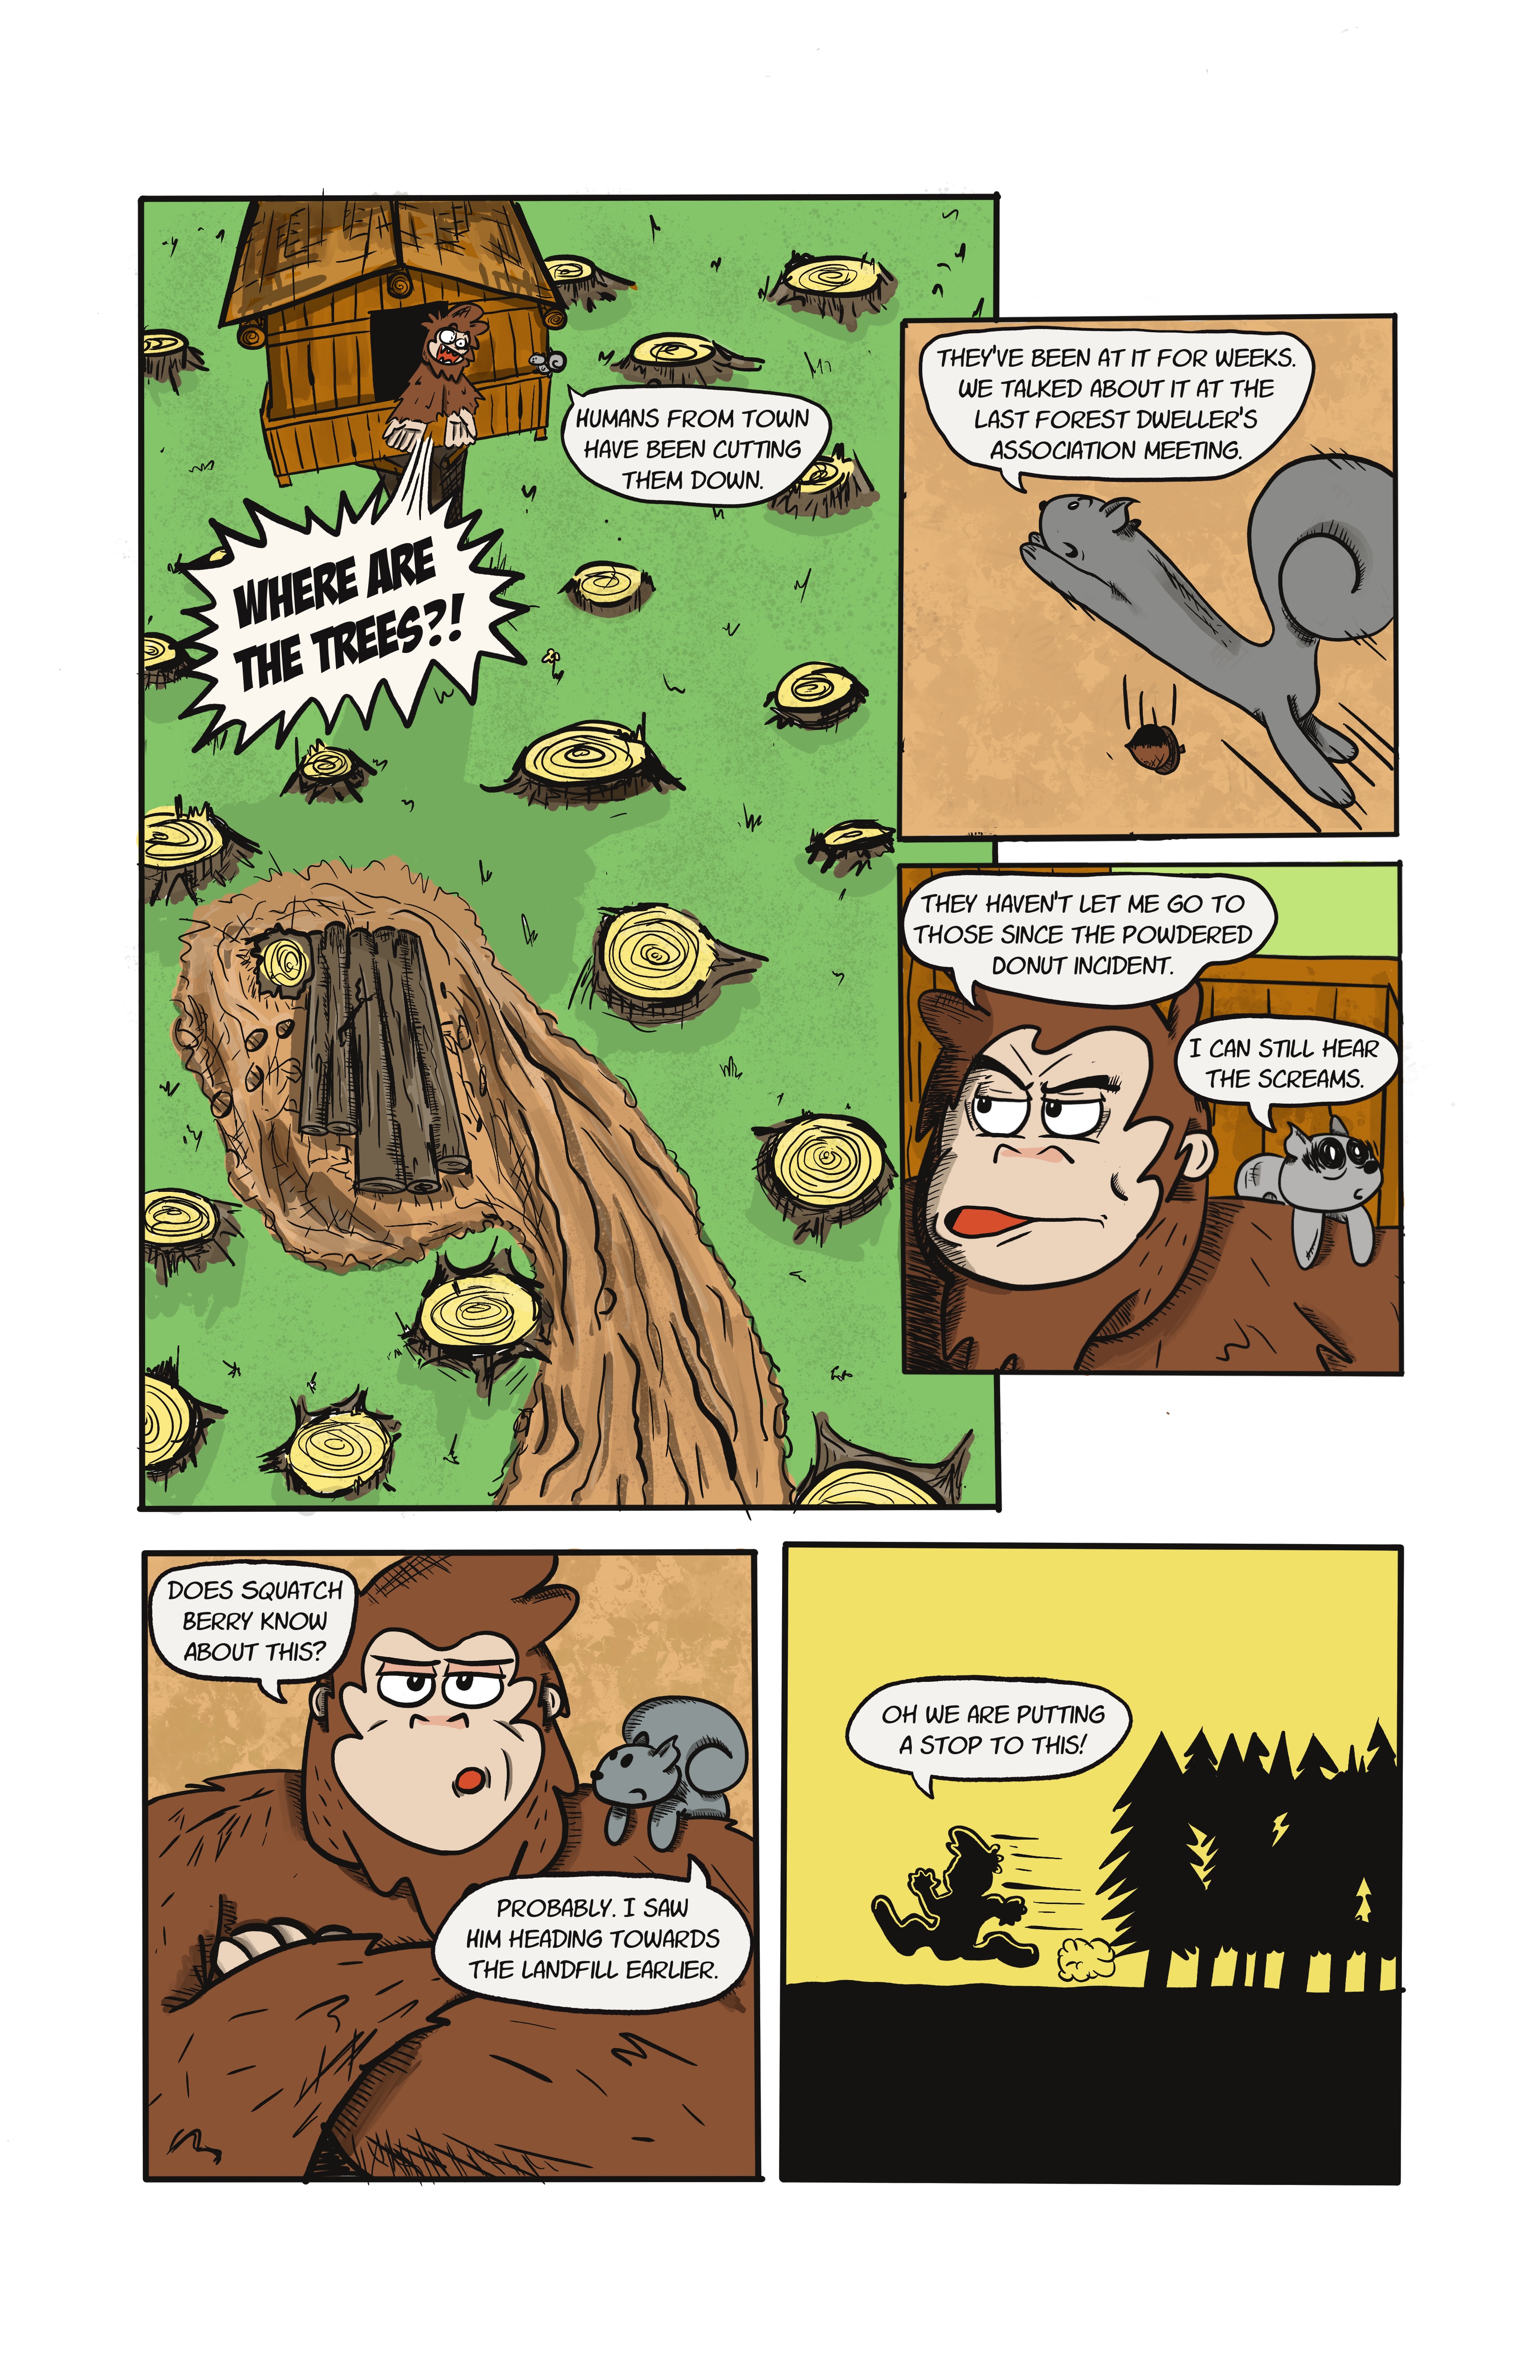 WHERE ARE
THE TREES?!
HUMANS FROM TOWN
HAVE BEEN CUTTING
THEM DOWN.
THEY'VE BEEN AT IT FOR WEEKS.
WE TALKED ABOUT IT AT THE
LAST FOREST DWELLER'S
ASSOCIATION MEETING.
THEY HAVEN'T LET ME GO TO
THOSE SINCE THE POWDERED
DONUT INCIDENT.
I CAN STILL HEAR
THE SCREAMS.
DOES SQUATCH
BERRY KNOW
ABOUT THIS?
PROBABLY. I SAW
HIM HEADING TOWARDS
THE LANDFILL EARLIER.
OH WE ARE PUTTING
A STOP TO THIS!